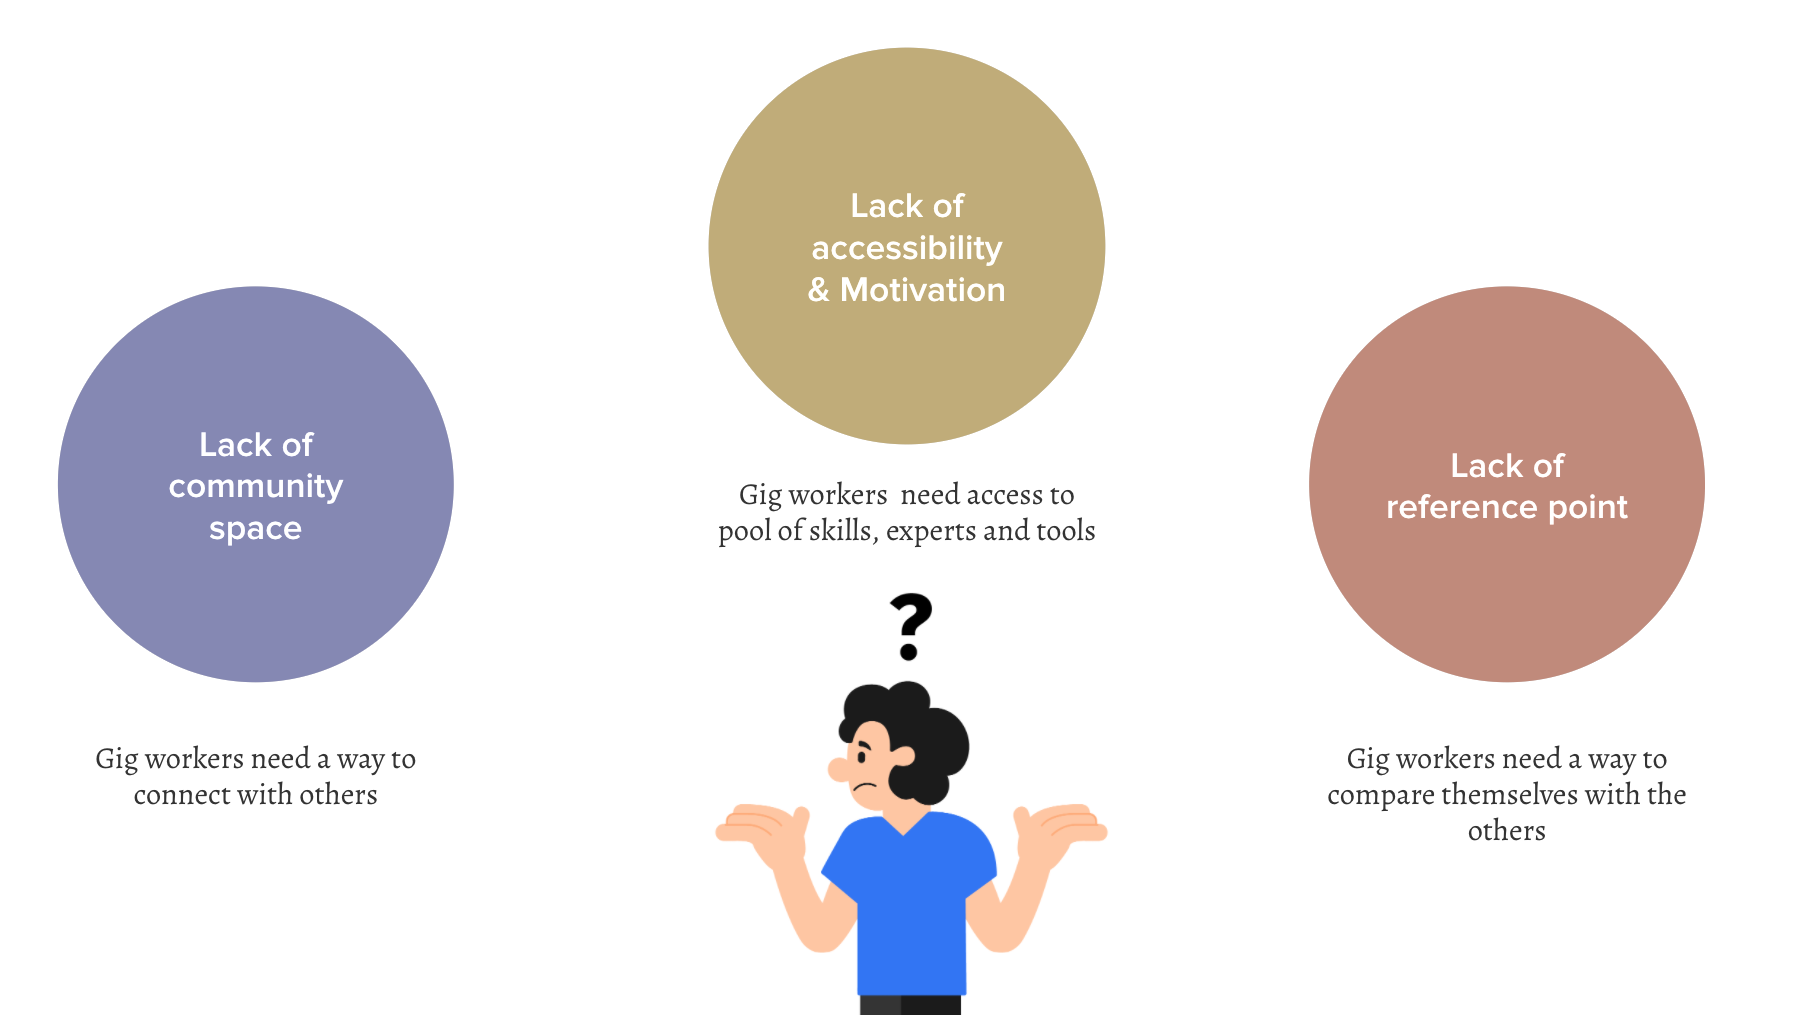 Lack of
community
space
Gig workers need a way to
connect with others
Lack of
accessibility
& Motivation
Gig workers  need access to
pool of skills, experts and tools
?
Lack of
reference point
Gig workers need a way to
compare themselves with the
others